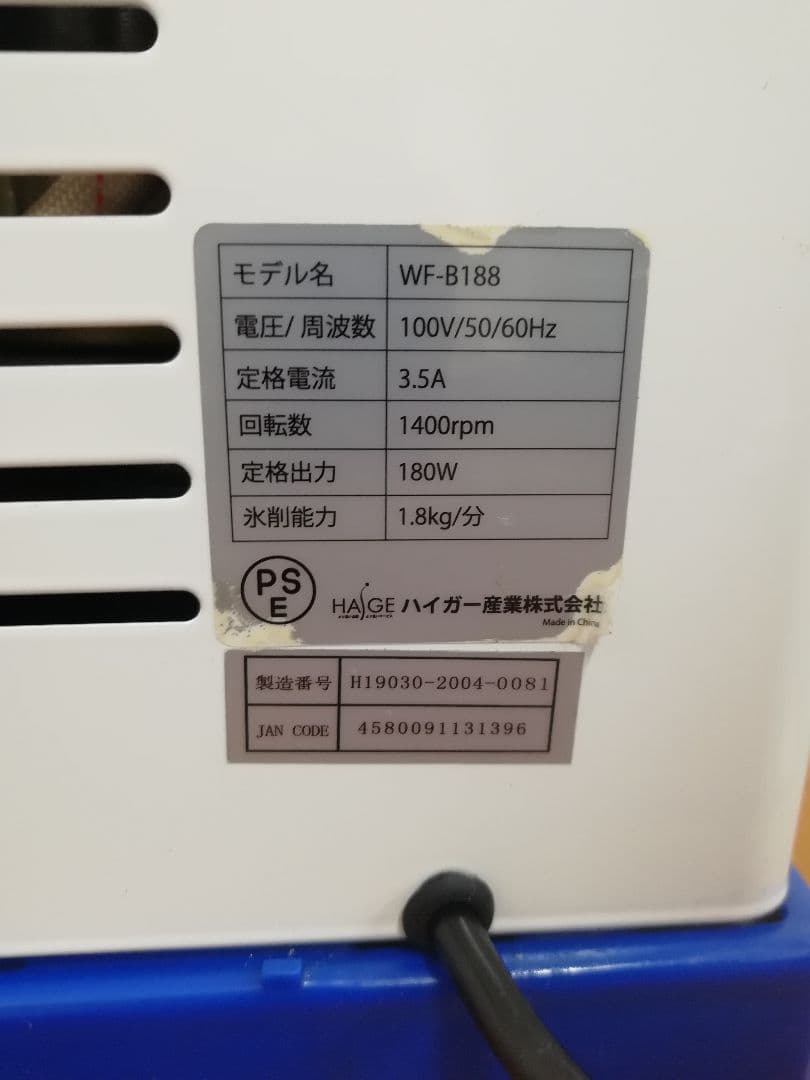 モデル名 WF-B188
電圧/周波数 100V/50/60Hz
定格電流 3.5A
回転数 1400rpm
定格出力 180W
氷削能力 1.8kg/分
PS
E
HAIGE ハイガー産業株式会社
Made in China
製造番号 H19030-2004-0081
JAN CODE 4580091131396